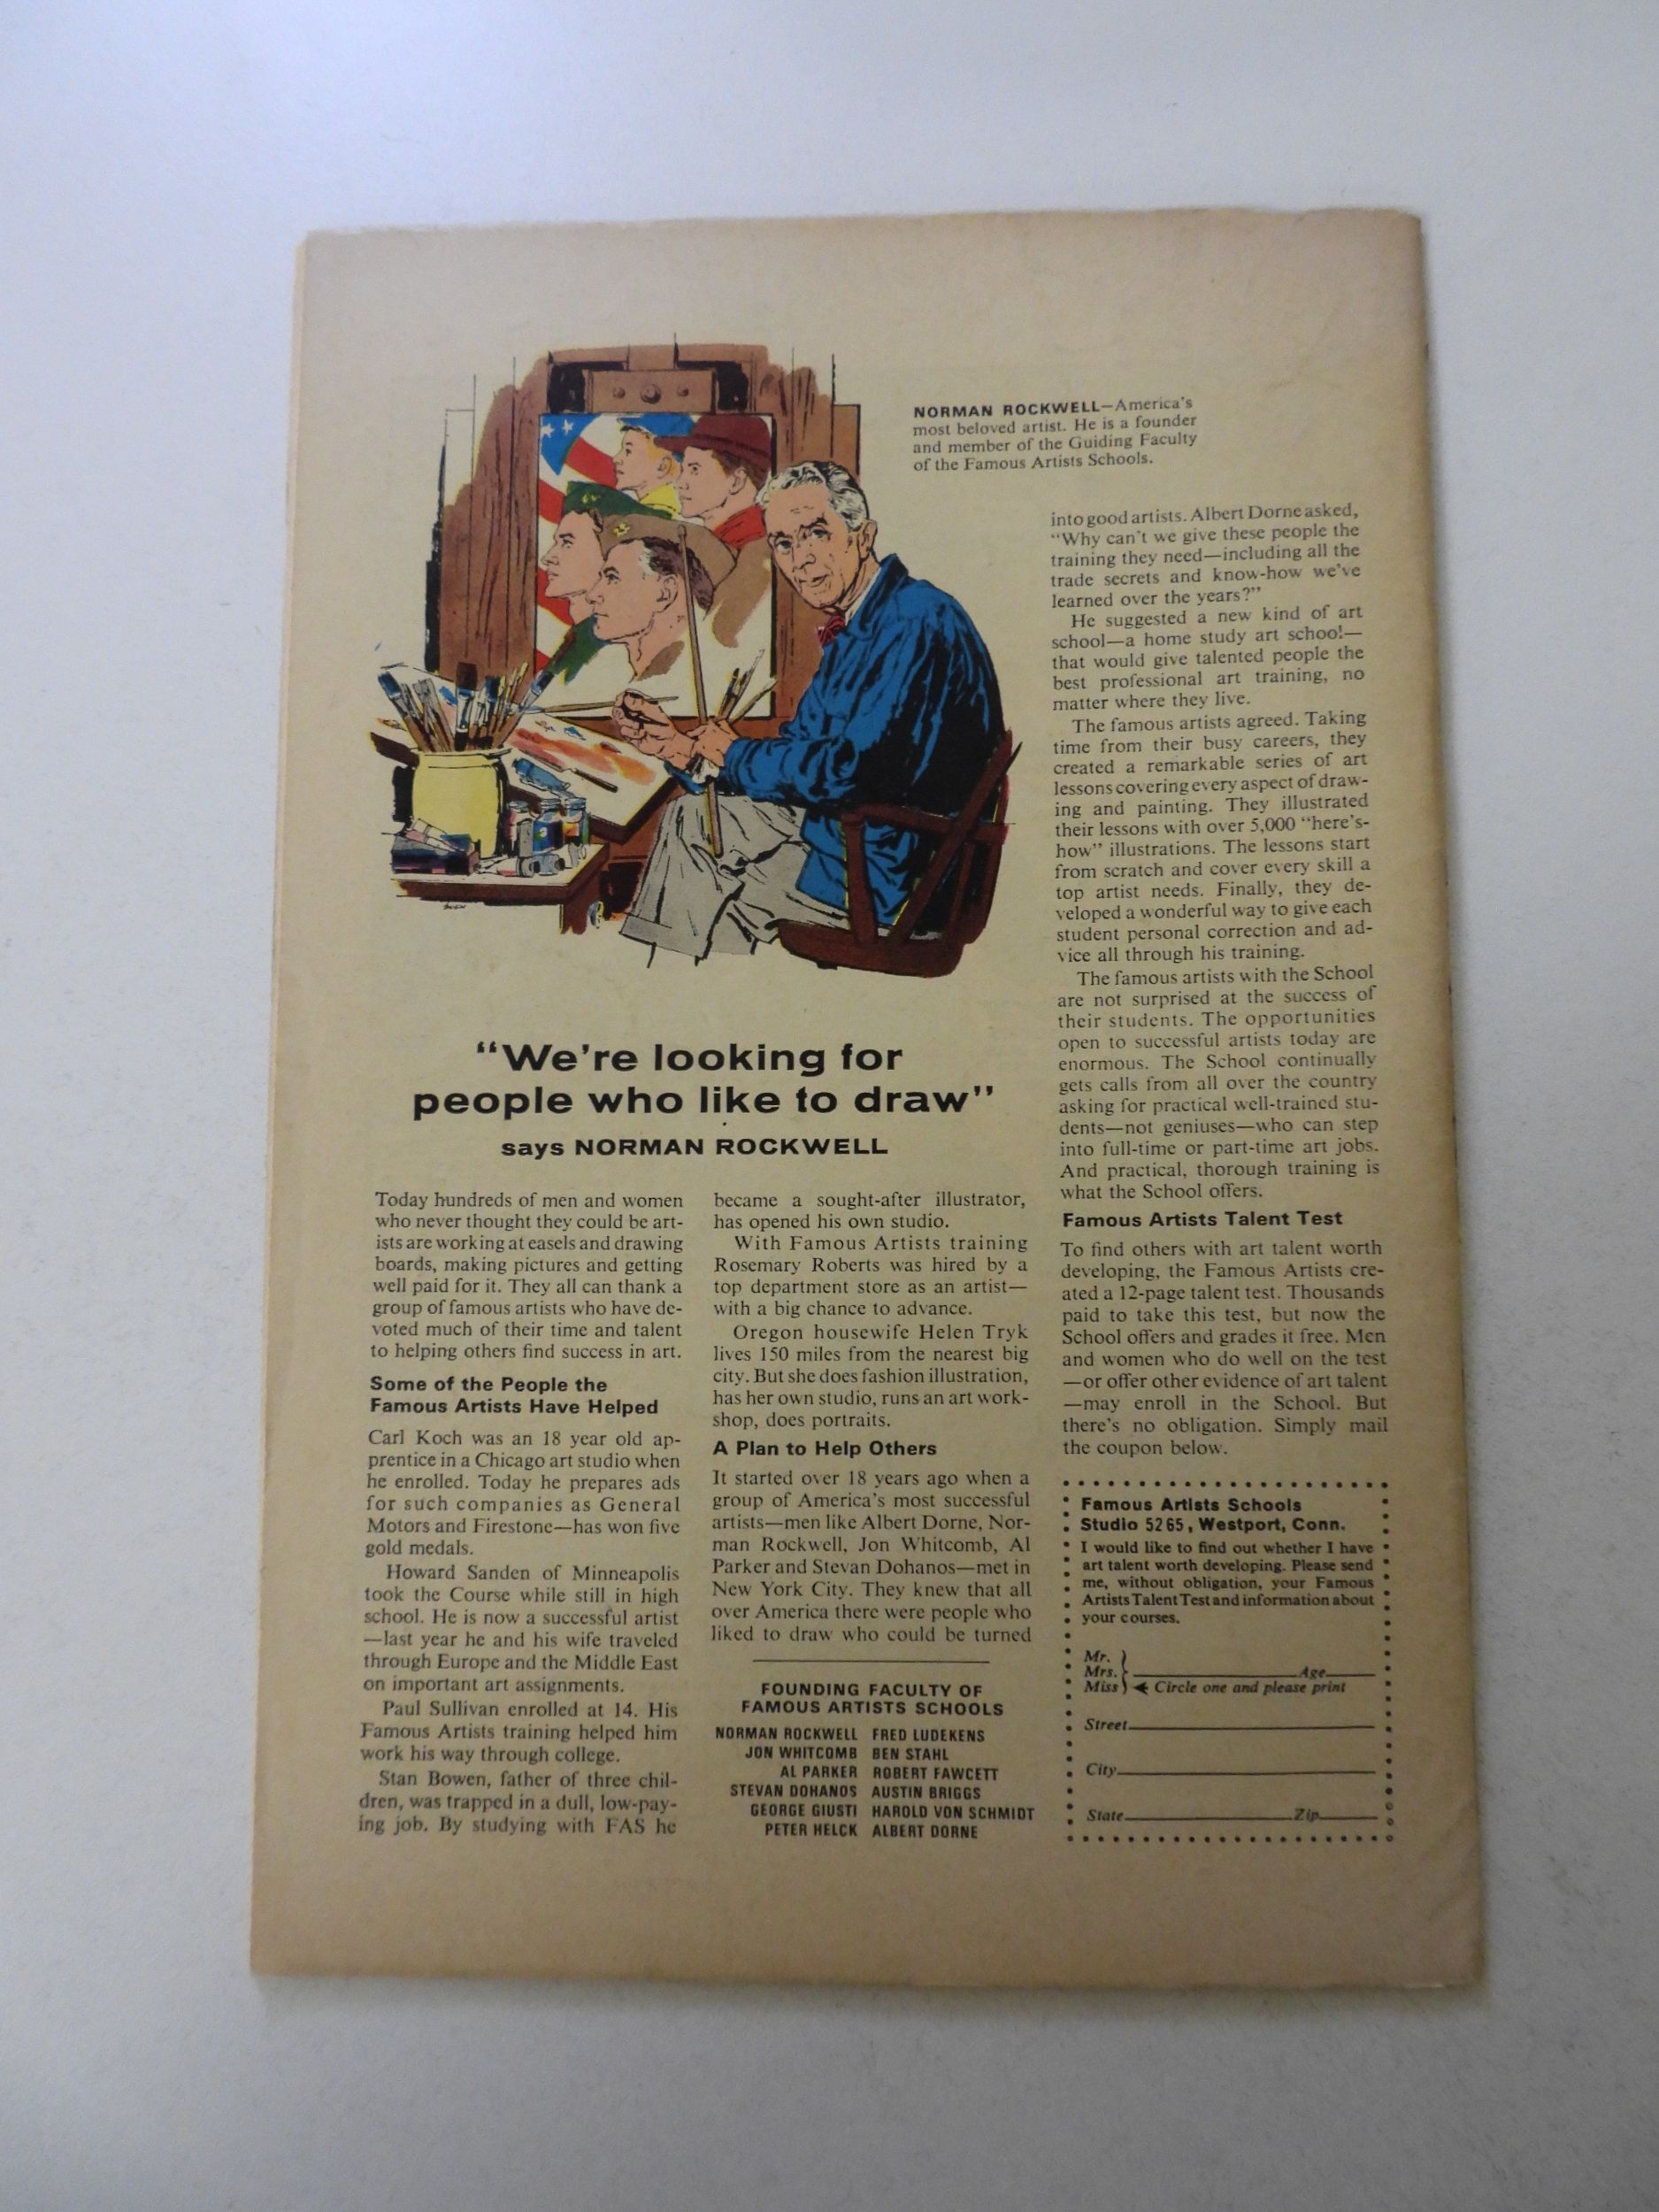 NORMAN ROCKWELL—America's
most beloved artist. He is a founder
and member of the Guiding Faculty
of the Famous Artists Schools.
"We're looking for
people who like to draw"
says NORMAN ROCKWELL
Today hundreds of men and women
who never thought they could be art-
ists are working at easels and drawing
boards, making pictures and getting
well paid for it. They all can thank a
group of famous artists who have de-
voted much of their time and talent
to helping others find success in art.
Some of the People the
Famous Artists Have Helped
Carl Koch was an 18 year old ap-
prentice in a Chicago art studio when
he enrolled. Today he prepares ads
for such companies as General
Motors and Firestone—has won five
gold medals.
Howard Sanden of Minneapolis
took the Course while still in high
school. He is now a successful artist
—last year he and his wife traveled
through Europe and the Middle East
on important art assignments.
Paul Sullivan enrolled at 14. His
Famous Artists training helped him
work his way through college.
Stan Bowen, father of three chil-
dren, was trapped in a dull, low-pay-
ing job. By studying with FAS he
became a sought-after illustrator,
has opened his own studio.
With Famous Artists training
Rosemary Roberts was hired by a
top department store as an artist—
with a big chance to advance.
Oregon housewife Helen Tryk
lives 150 miles from the nearest big
city. But she does fashion illustration,
has her own studio, runs an art work-
shop, does portraits.
A Plan to Help Others
It started over 18 years ago when a
group of America's most successful
artists—men like Albert Dorne, Nor-
man Rockwell, Jon Whitcomb, Al
Parker and Stevan Dohanos—met in
New York City. They knew that all
over America there were people who
liked to draw who could be turned
into good artists. Albert Dorne asked,
"Why can't we give these people the
training they need—including all the
trade secrets and know-how we've
learned over the years?"
He suggested a new kind of art
school—a home study art school—
that would give talented people the
best professional art training, no
matter where they live.
The famous artists agreed. Taking
time from their busy careers, they
created a remarkable series of art
lessons covering every aspect of draw-
ing and painting. They illustrated
their lessons with over 5,000 "here's-
how" illustrations. The lessons start
from scratch and cover every skill a
top artist needs. Finally, they de-
veloped a wonderful way to give each
student personal correction and ad-
vice all through his training.
The famous artists with the School
are not surprised at the success of
their students. The opportunities
open to successful artists today are
enormous. The School continually
gets calls from all over the country
asking for practical well-trained stu-
dents—not geniuses—who can step
into full-time or part-time art jobs.
And practical, thorough training is
what the School offers.
Famous Artists Talent Test
To find others with art talent worth
developing, the Famous Artists cre-
ated a 12-page talent test. Thousands
paid to take this test, but now the
School offers and grades it free. Men
and women who do well on the test
—or offer other evidence of art talent
—may enroll in the School. But
there's no obligation. Simply mail
the coupon below.
FOUNDING FACULTY OF
FAMOUS ARTISTS SCHOOLS
NORMAN ROCKWELL FRED LUDEKENS
JON WHITCOMB BEN STAHL
AL PARKER ROBERT FAWCETT
STEVAN DOHANOS AUSTIN BRIGGS
GEORGE GIUSTI HAROLD VON SCHMIDT
PETER HELCK ALBERT DORNE
Famous Artists Schools
Studio 5265, Westport, Conn.
I would like to find out whether I have
art talent worth developing. Please send
me, without obligation, your Famous
Artists Talent Test and information about
your courses.
Mr.
Mrs. Age
Miss Circle one and please print
Street
City
State Zip